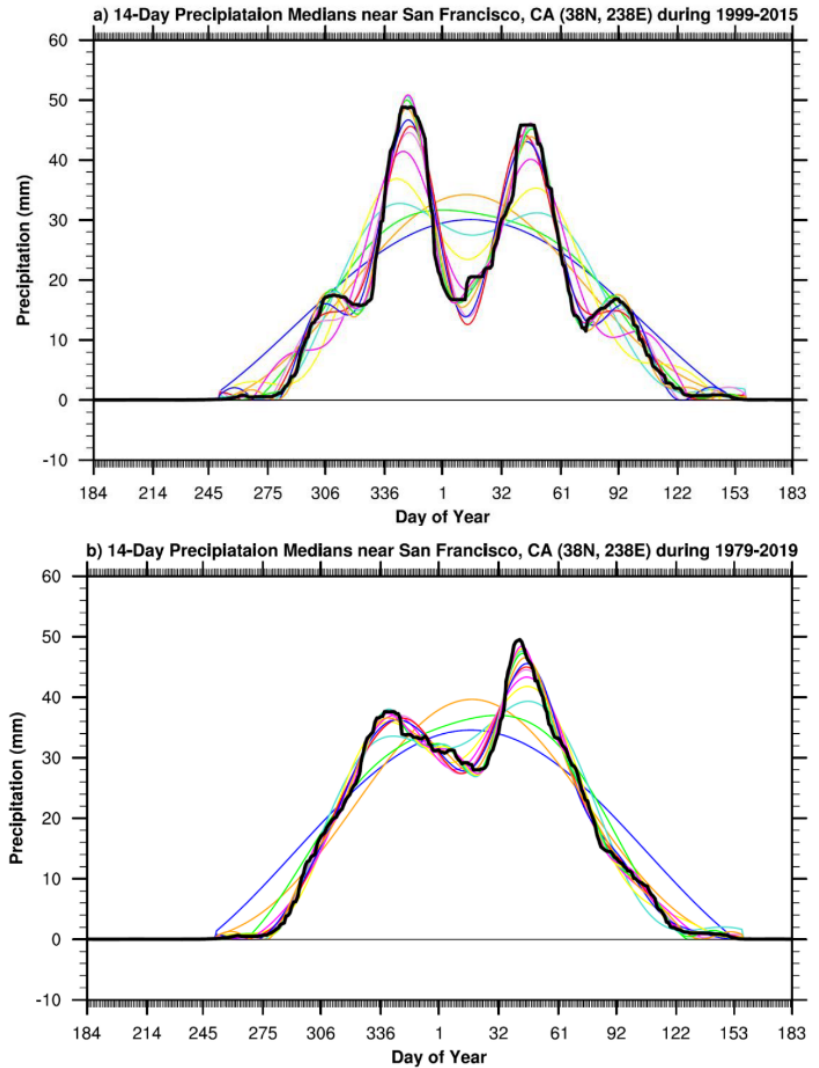 a) 14-Day Precipiataion Medians near San Francisco, CA (38N, 238E) during 1999-2015
60
50
40
30
20
10
0
-10
Precipitation (mm)
184 214 245 275 306 336 1 32 61 92 122 153 183
Day of Year
b) 14-Day Precipiataion Medians near San Francisco, CA (38N, 238E) during 1979-2019
60
50
40
30
20
10
0
-10
Precipitation (mm)
184 214 245 275 306 336 1 32 61 92 122 153 183
Day of Year